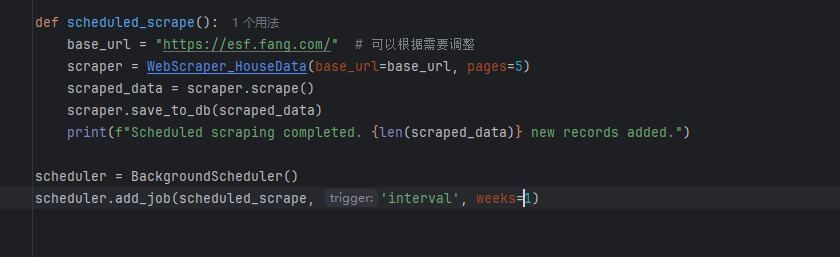 def scheduled_scrape():  1 个用法
    base_url = "https://esf.fang.com/"  # 可以根据需要调整
    scraper = WebScraper_HouseData(base_url=base_url, pages=5)
    scraped_data = scraper.scrape()
    scraper.save_to_db(scraped_data)
    print(f"Scheduled scraping completed. {len(scraped_data)} new records added.")
scheduler = BackgroundScheduler()
scheduler.add_job(scheduled_scrape, trigger: 'interval', weeks=1)